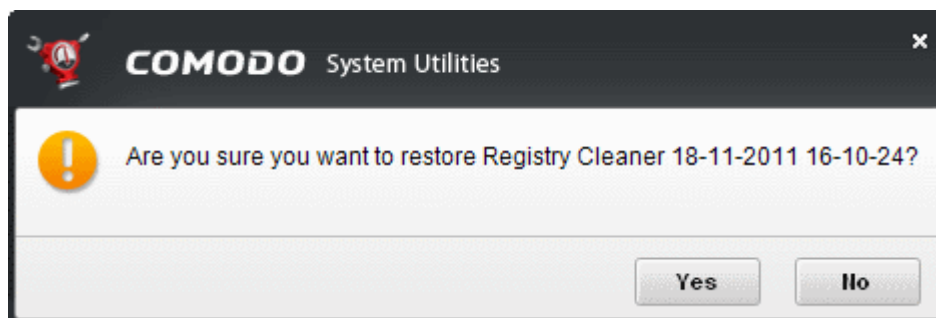 COMODO System Utilities
Are you sure you want to restore Registry Cleaner 18-11-2011 16-10-24?
Yes No